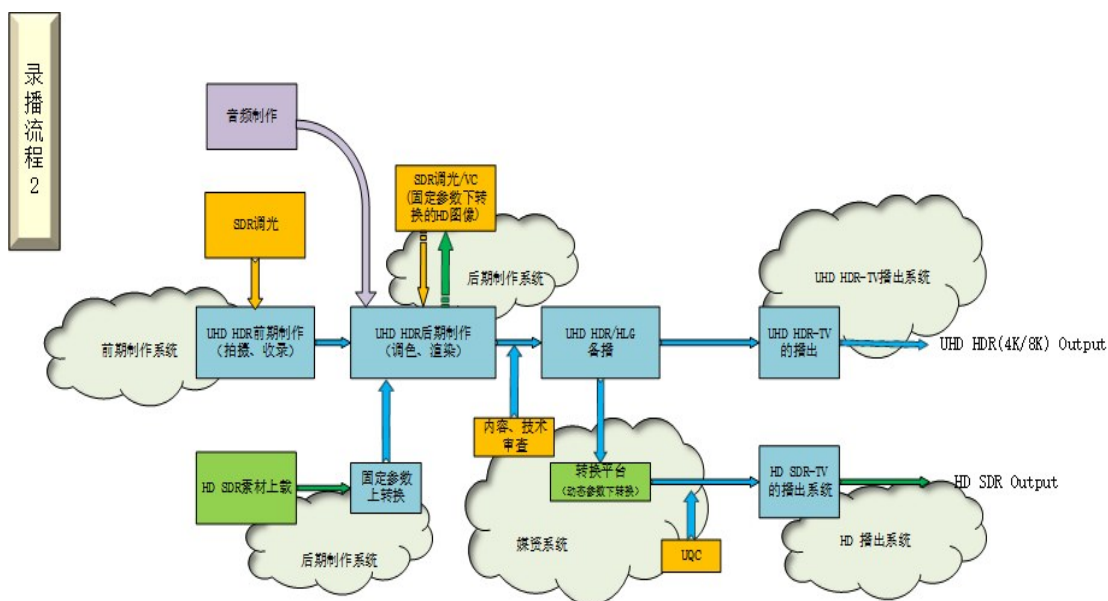 录
播
流
程
2
音频制作
SDR调光/VC
(固定参数下转
换的HD图像)
SDR调光
后期制作系统
UHD HDR-TV播出系统
前期制作系统
UHD HDR前期制作
(拍摄、收录)
UHD HDR后期制作
(调色、渲染)
UHD HDR/HLG
备播
UHD HDR-TV
的播出
UHD HDR(4K/8K) Output
内容、技术
审查
HD SDR素材上载
固定参数
上转换
转换平台
(动态参数下转换)
HD SDR-TV
的播出系统
HD SDR Output
后期制作系统
媒资系统
UQC
HD 播出系统